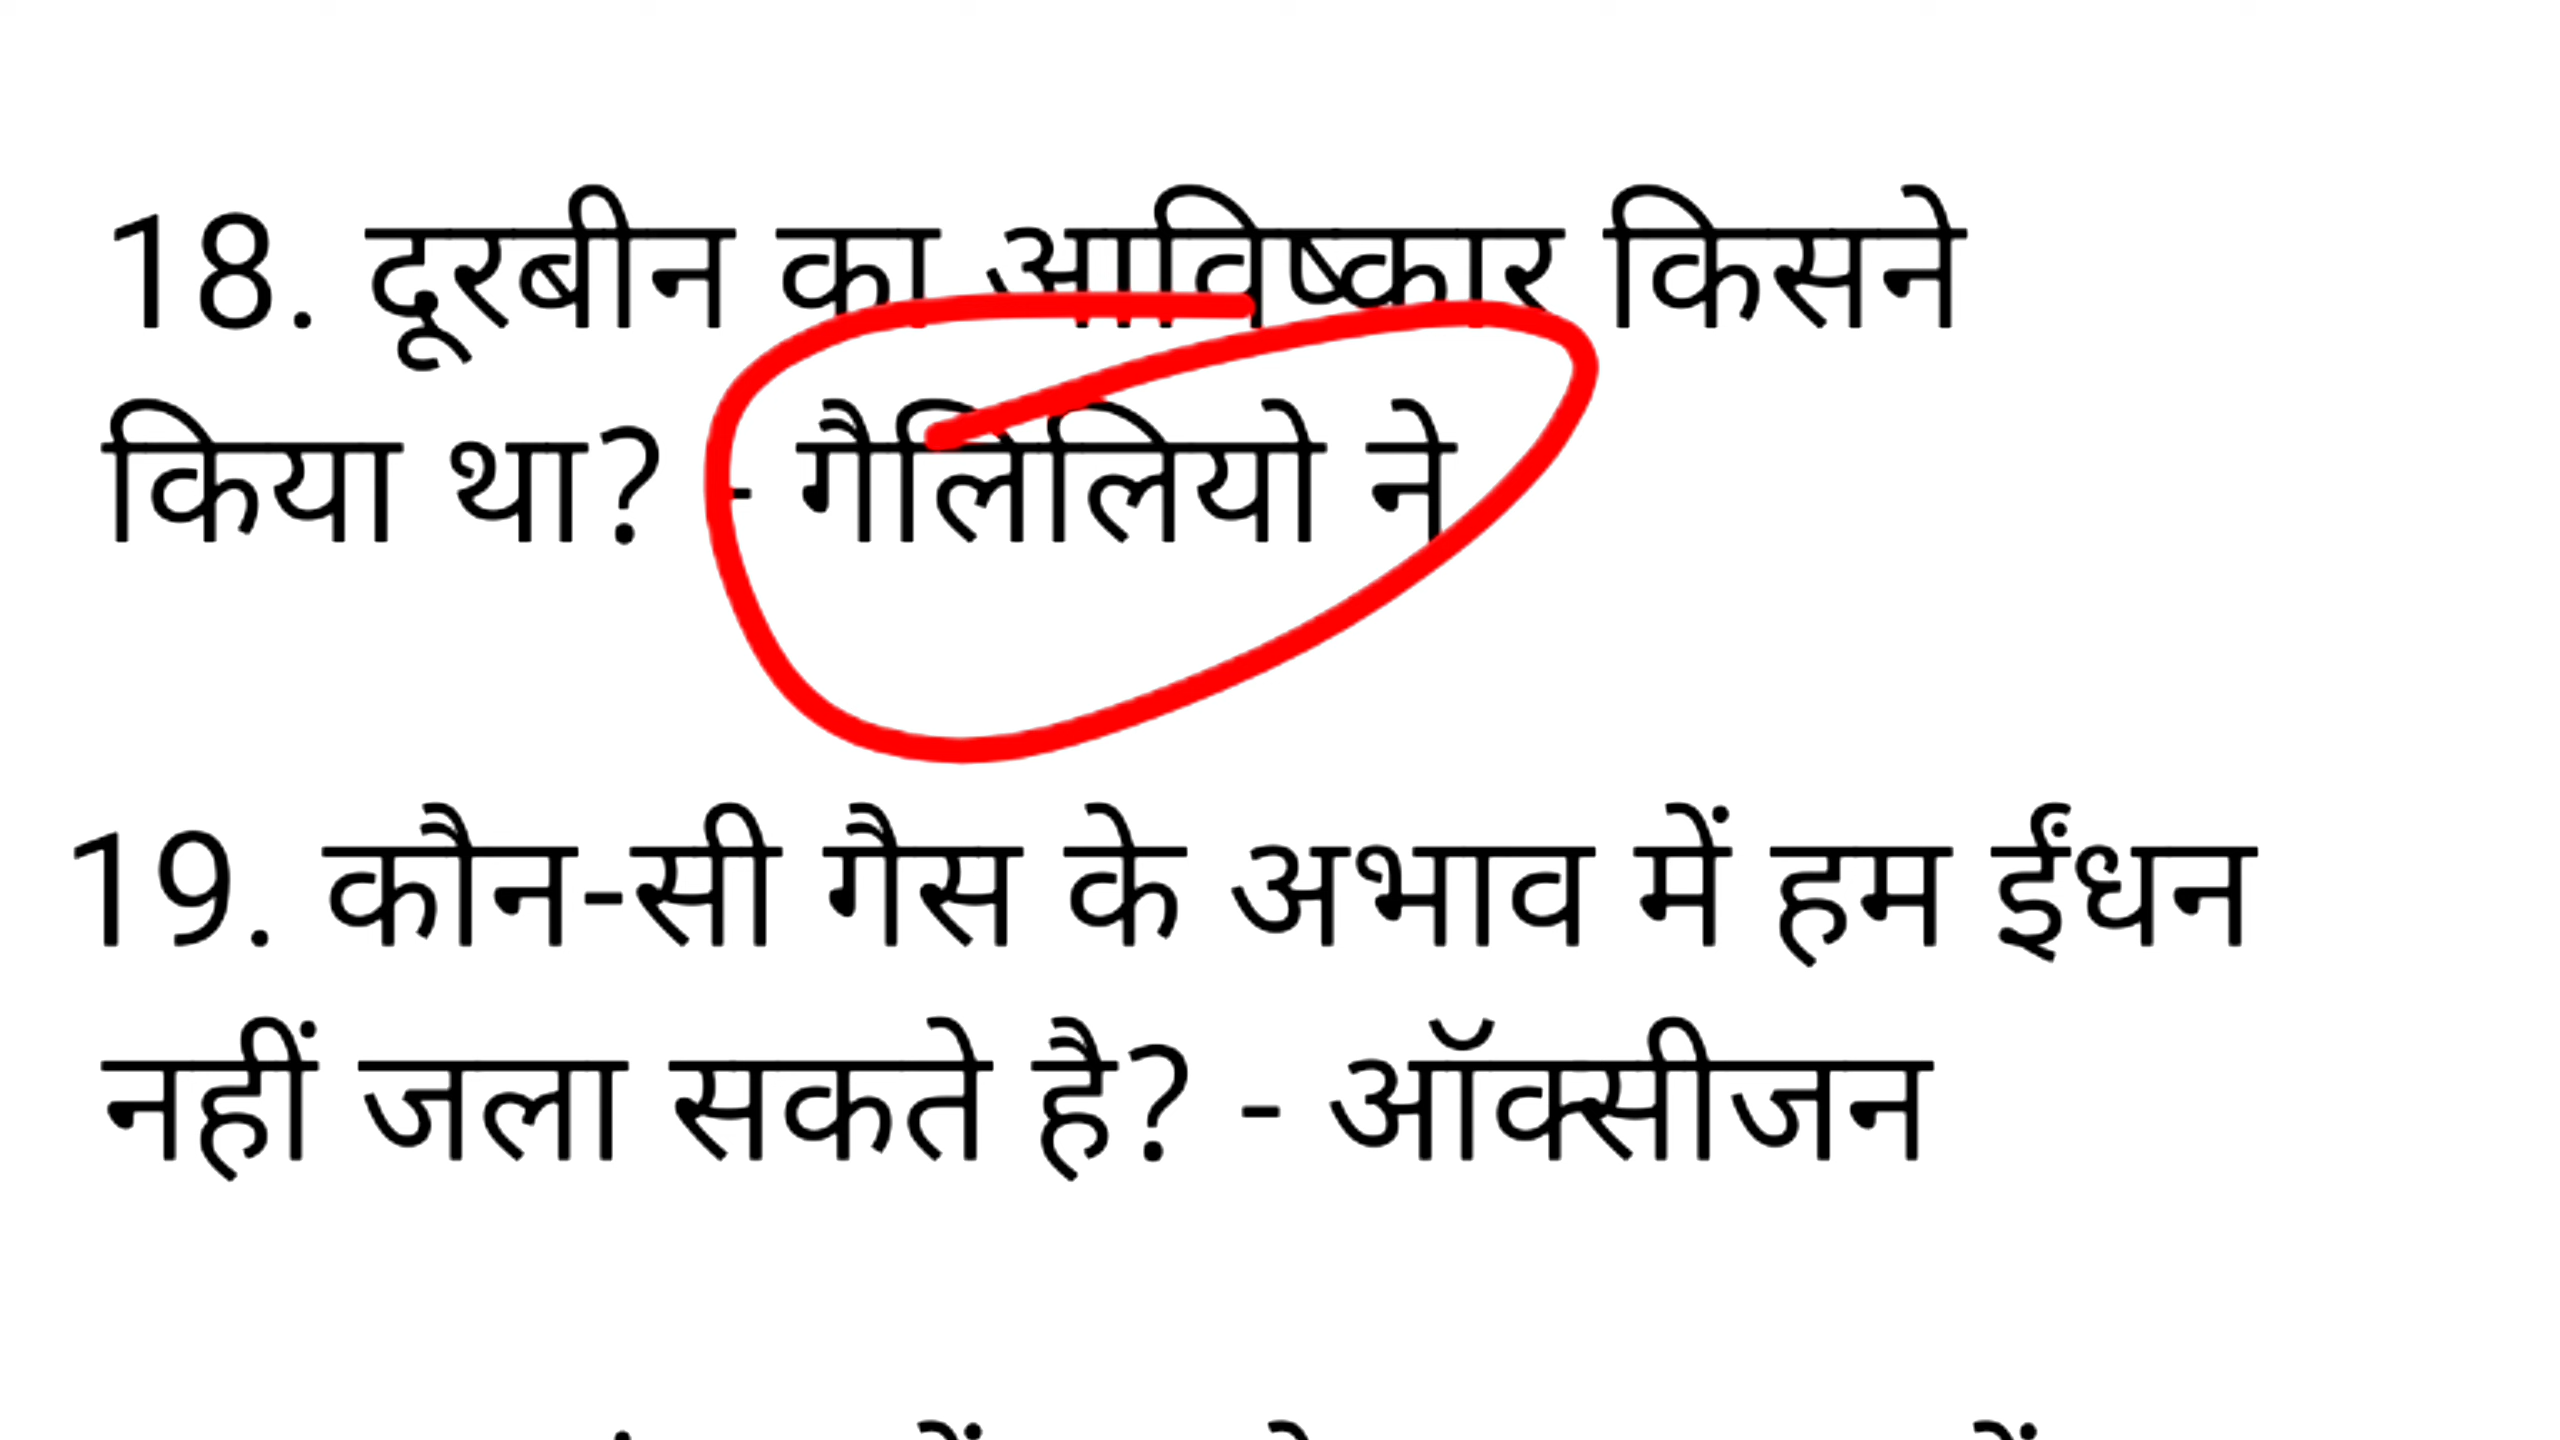 18. दूरबीन का आविष्कार किसने
किया था? - गैलिलियो ने
19. कौन-सी गैस के अभाव में हम ईंधन
नहीं जला सकते है? - ऑक्सीजन